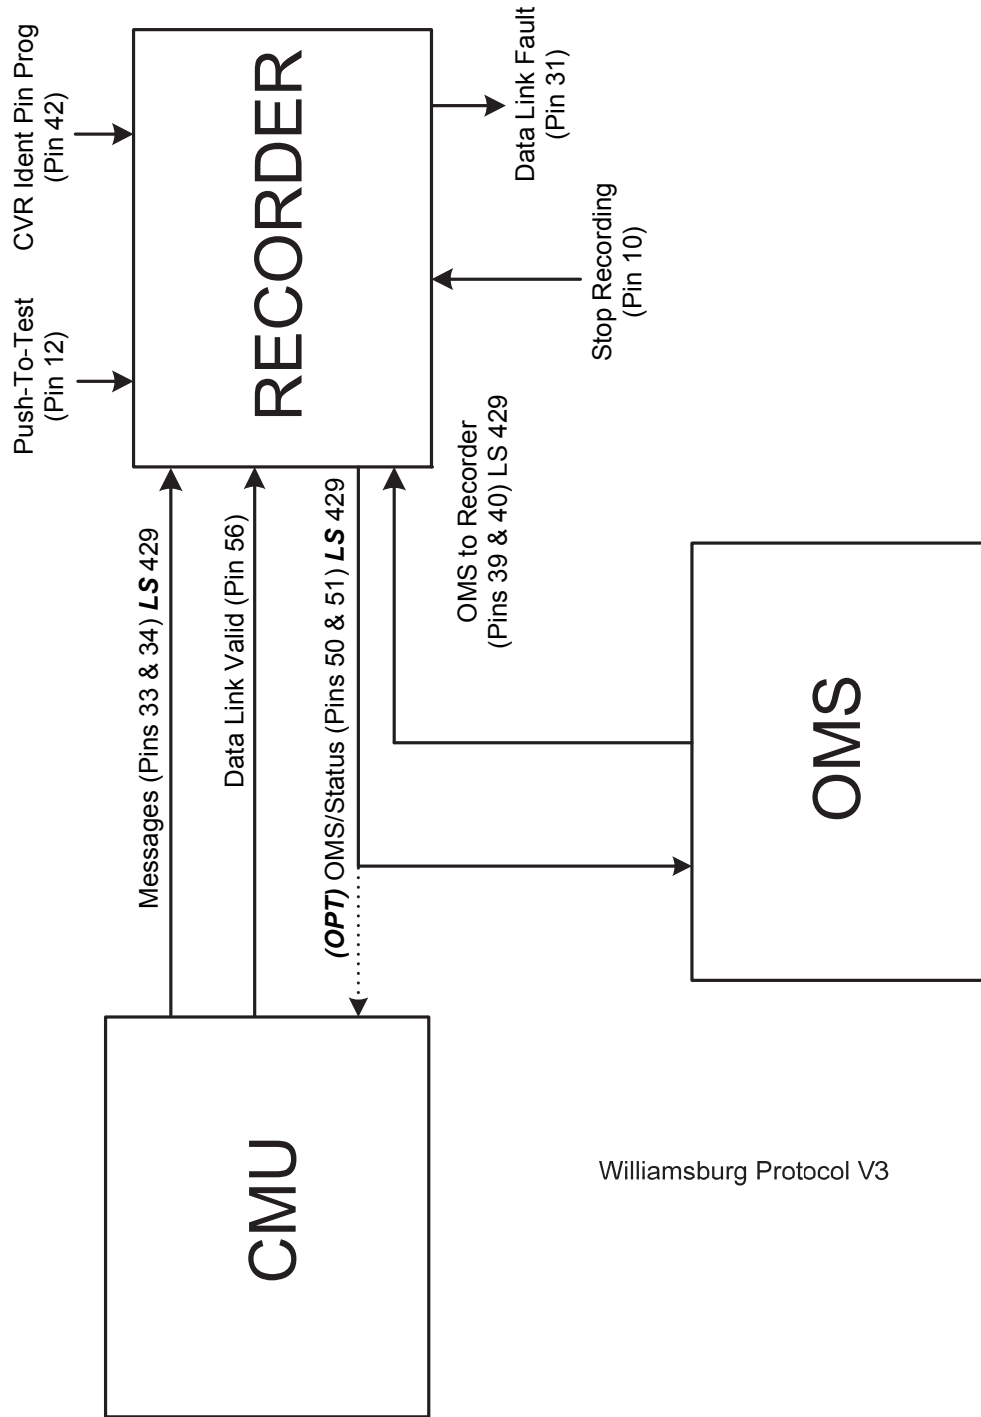 CVR Ident Pin Prog
(Pin 42)
Push-To-Test
(Pin 12)
RECORDER
Data Link Fault
(Pin 31)
Stop Recording
(Pin 10)
Messages (Pins 33 & 34) LS 429
Data Link Valid (Pin 56)
(OPT) OMS/Status (Pins 50 & 51) LS 429
OMS to Recorder
(Pins 39 & 40) LS 429
OMS
CMU
Williamsburg Protocol V3